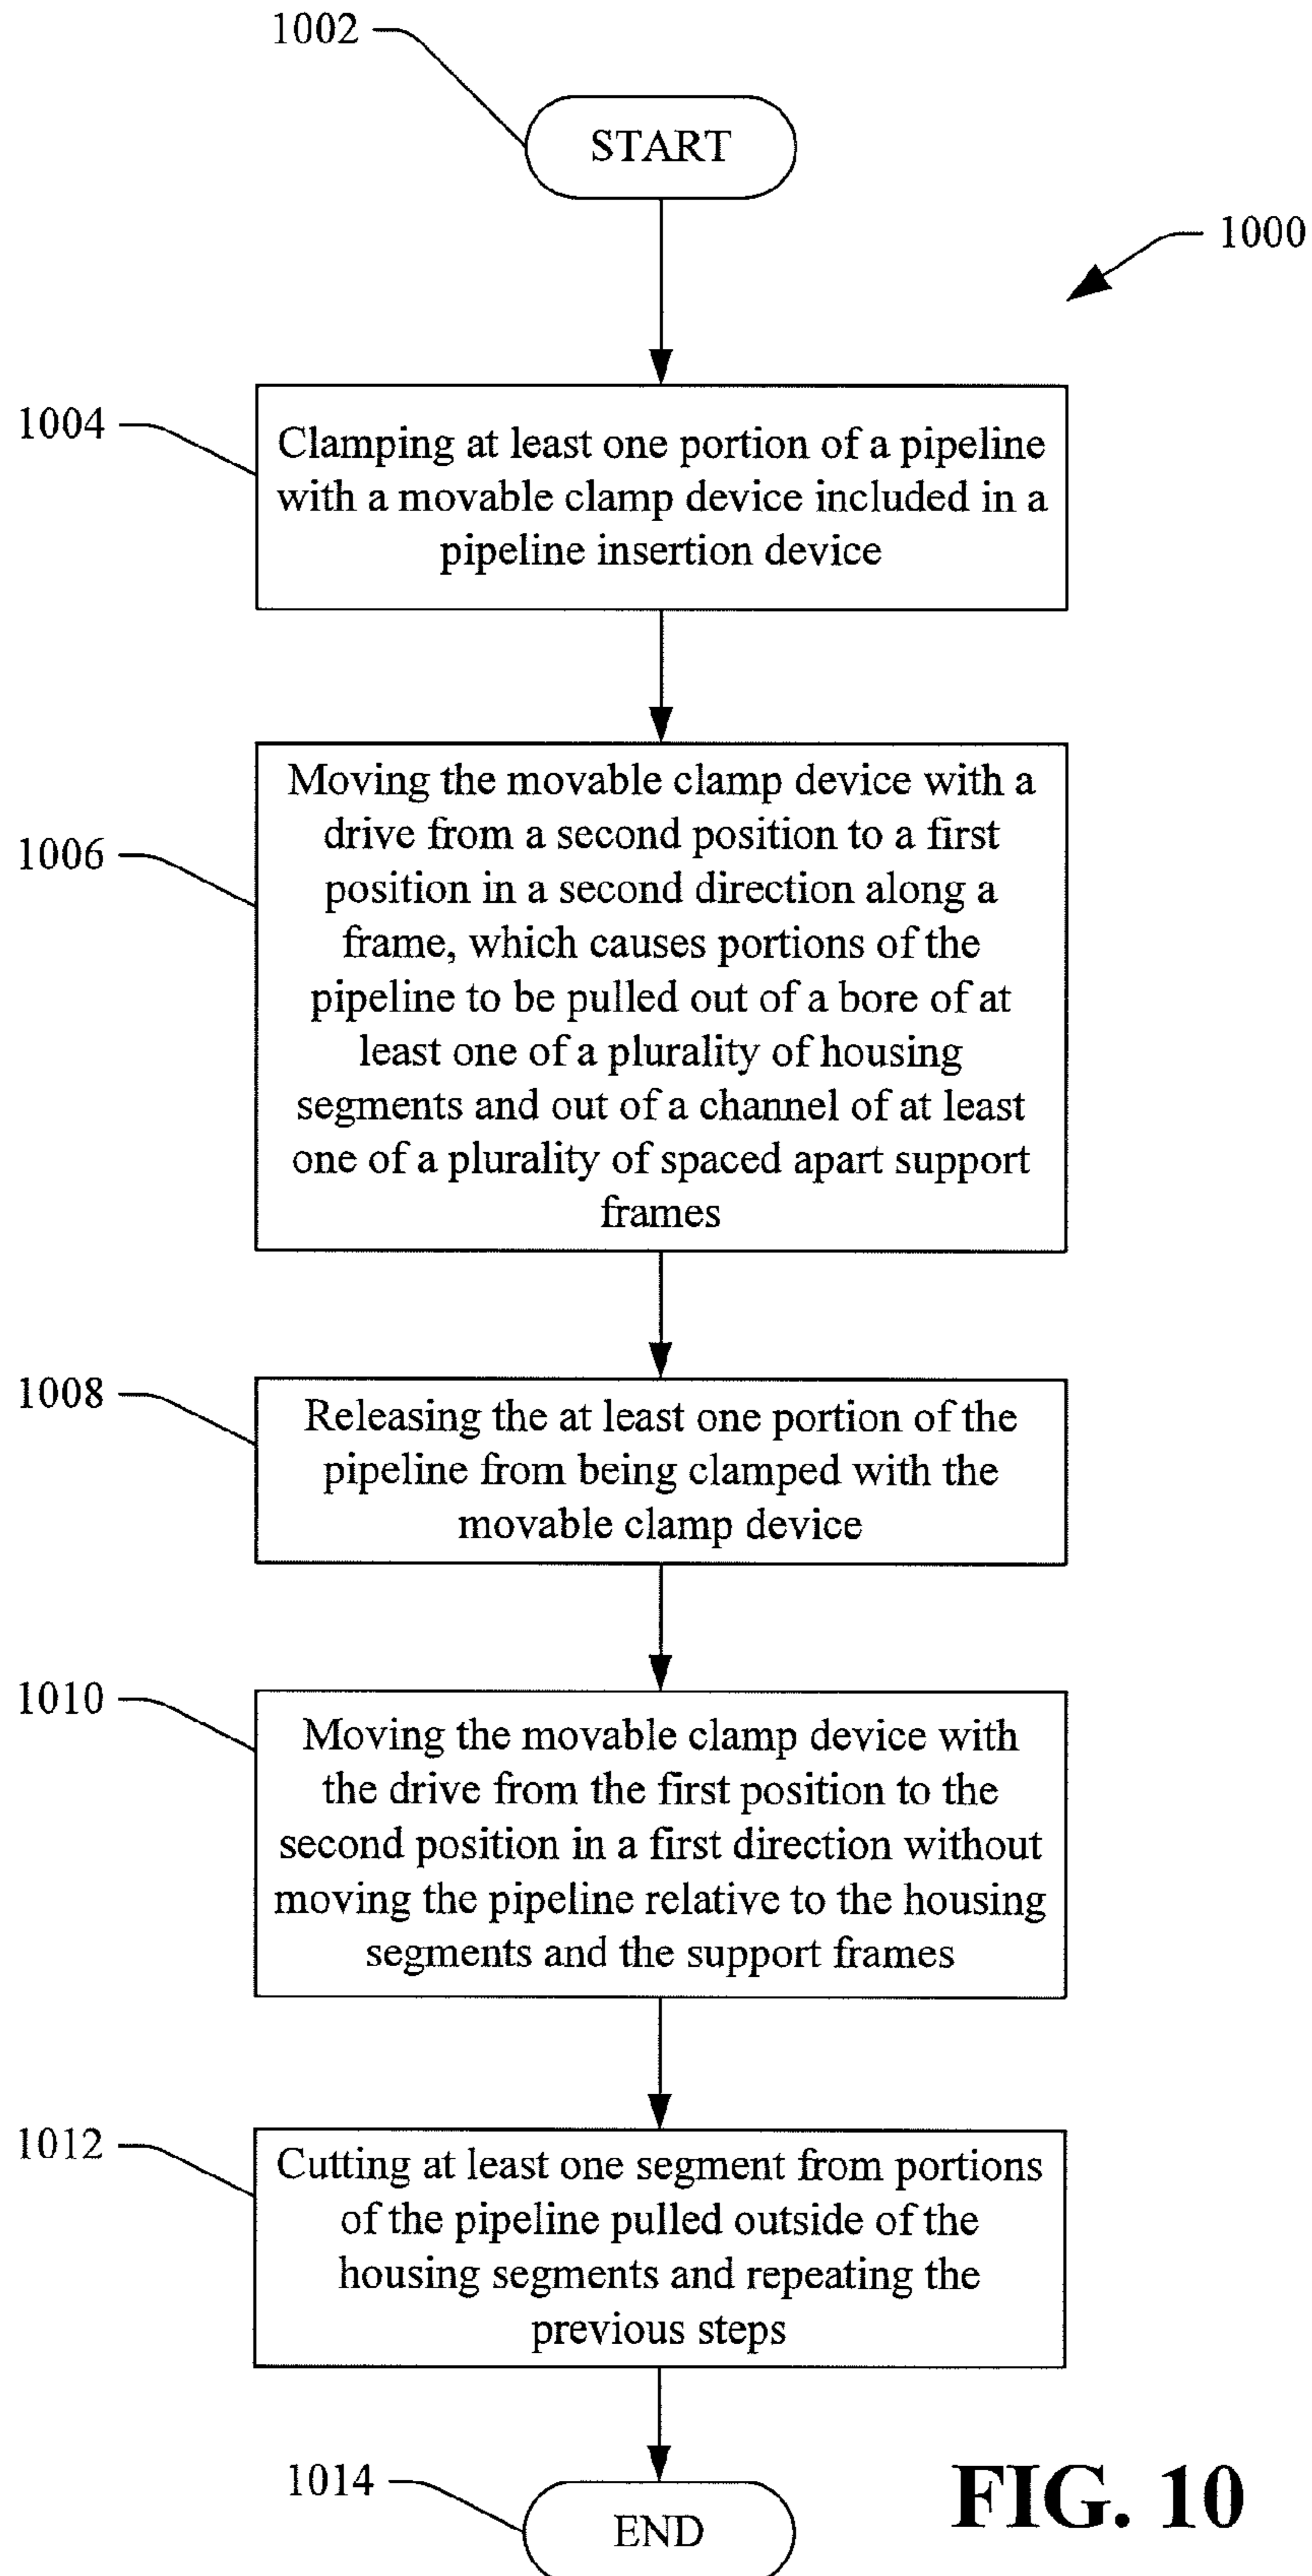 1002
START
1000
1004
Clamping at least one portion of a pipeline
with a movable clamp device included in a
pipeline insertion device
1006
Moving the movable clamp device with a
drive from a second position to a first
position in a second direction along a
frame, which causes portions of the
pipeline to be pulled out of a bore of at
least one of a plurality of housing
segments and out of a channel of at least
one of a plurality of spaced apart support
frames
1008
Releasing the at least one portion of the
pipeline from being clamped with the
movable clamp device
1010
Moving the movable clamp device with
the drive from the first position to the
second position in a first direction without
moving the pipeline relative to the housing
segments and the support frames
1012
Cutting at least one segment from portions
of the pipeline pulled outside of the
housing segments and repeating the
previous steps
1014
END
FIG. 10